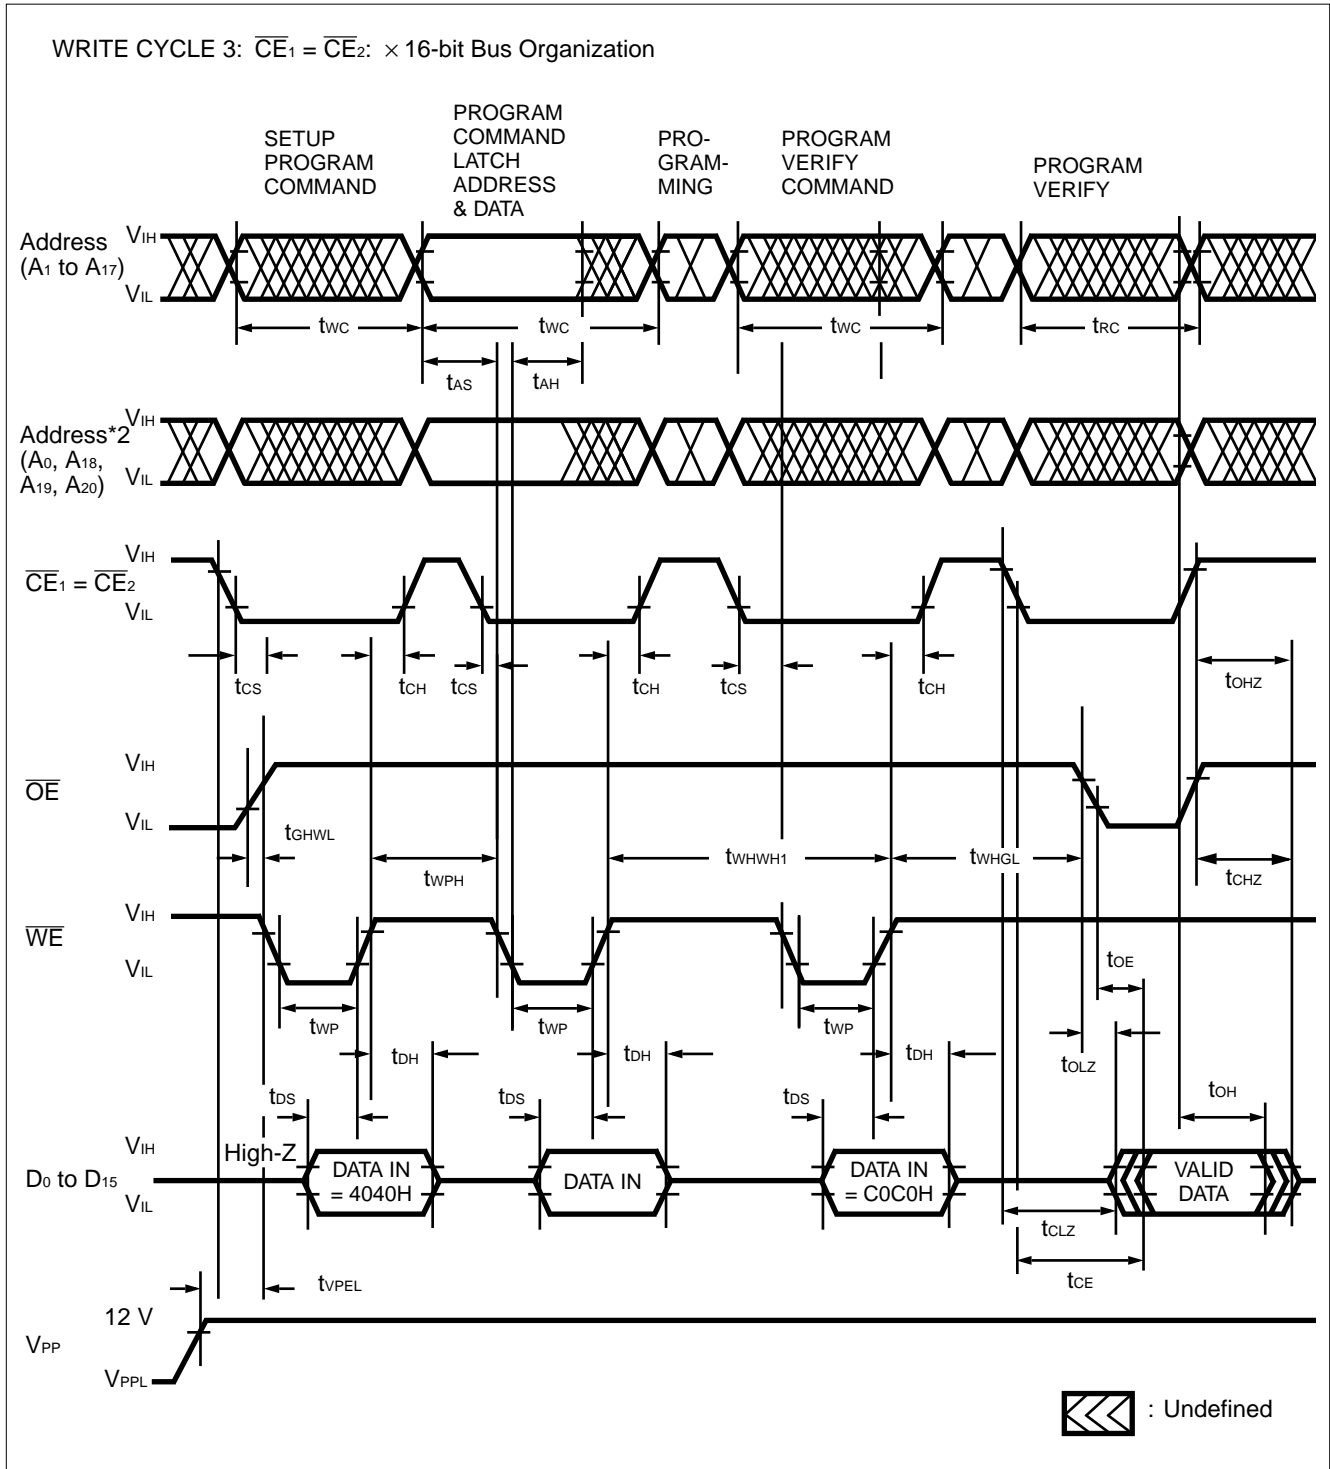 WRITE CYCLE 3: CE1 = CE2: × 16-bit Bus Organization
SETUP
PROGRAM
COMMAND
PROGRAM
COMMAND
LATCH
ADDRESS
& DATA
PRO-
GRAM-
MING
PROGRAM
VERIFY
COMMAND
PROGRAM
VERIFY
Address
(A1 to A17)
VIH
VIL
tWC
tWC
tWC
tRC
tAS
tAH
Address*2
(A0, A18,
A19, A20)
VIH
VIL
CE1 = CE2
VIH
VIL
tCS
tCH
tCS
tCH
tCS
tCH
tOHZ
OE
VIH
VIL
tGHWL
tWPH
tWHWH1
tWHGL
tCHZ
WE
VIH
VIL
tWP
tWP
tWP
tOE
tDH
tDH
tDH
tOLZ
tDS
tDS
tDS
tOH
D0 to D15
VIH
VIL
High-Z
DATA IN
= 4040H
DATA IN
DATA IN
= C0C0H
VALID
DATA
tCLZ
tCE
tVPEL
VPP
12 V
VPPL
: Undefined